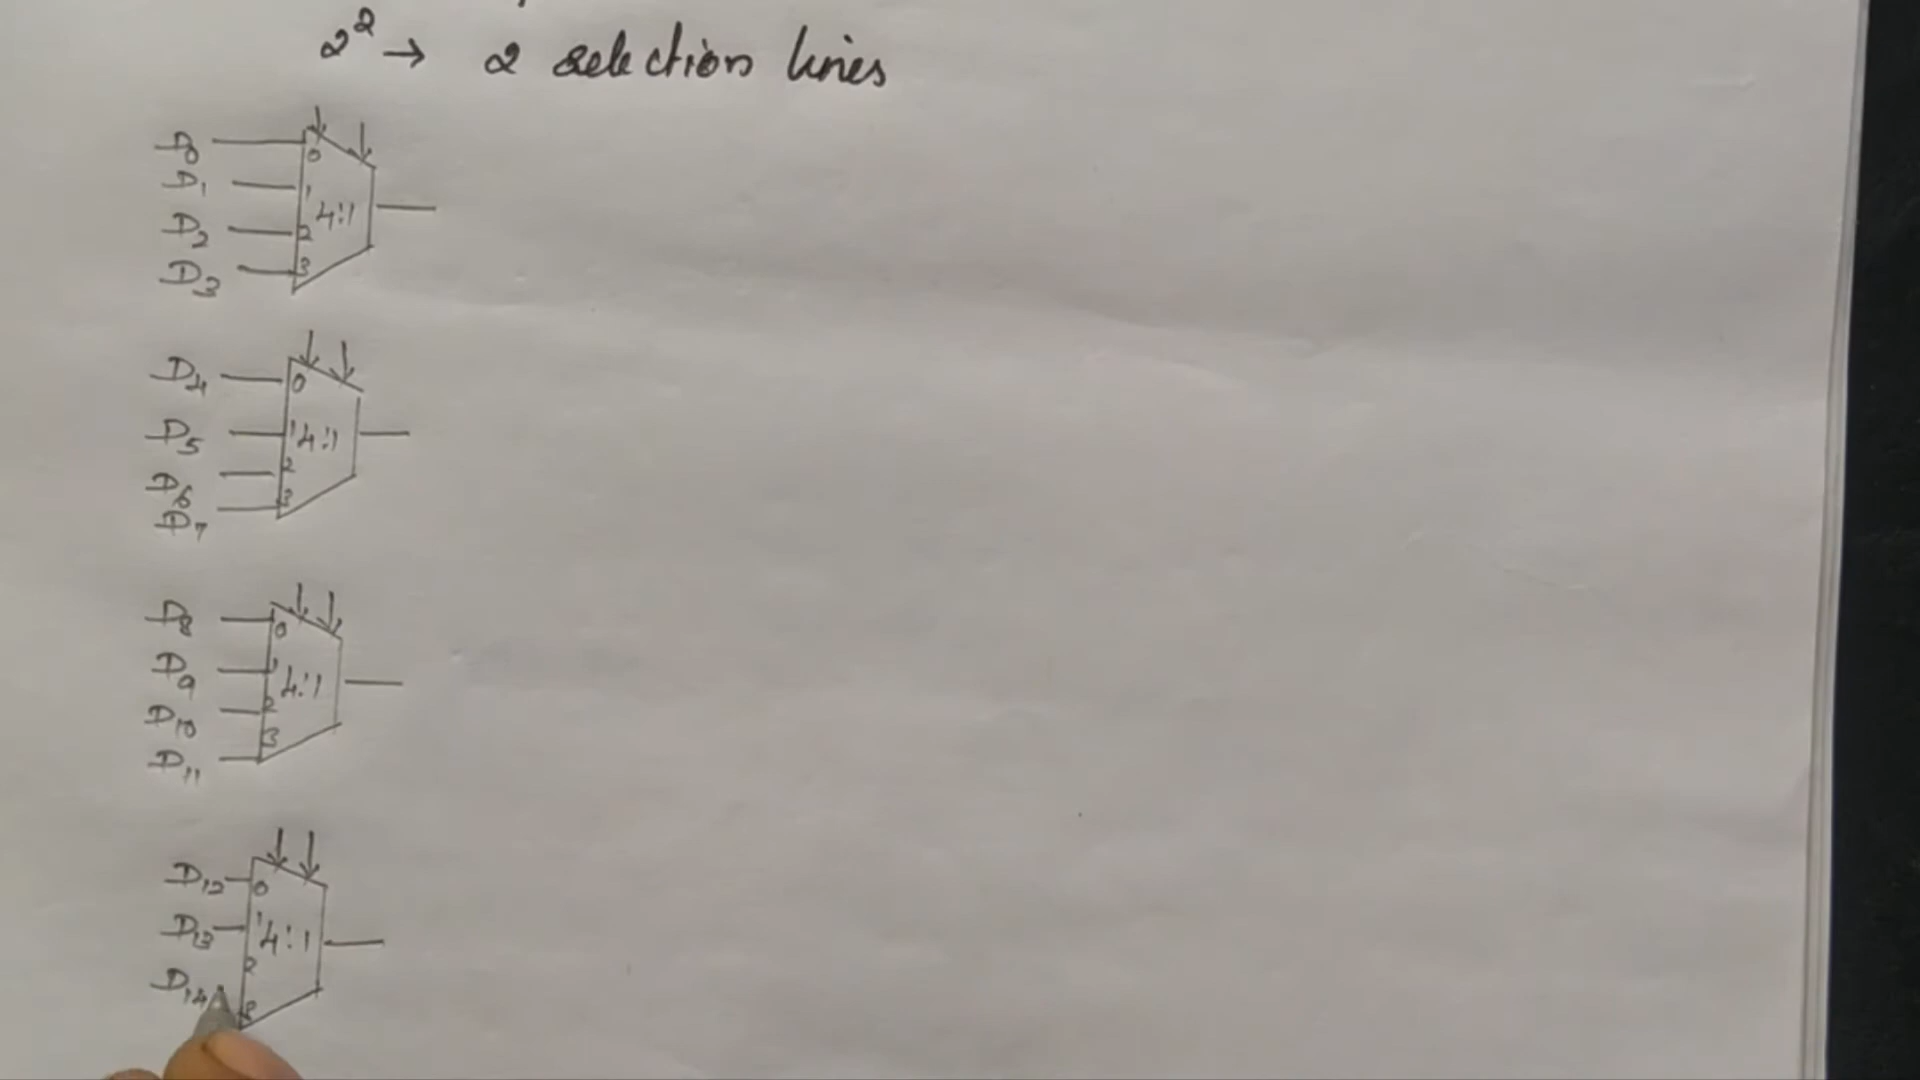 2² → 2 selection lines
D0 0
D1 1
4:1
D2 2
D3 3
D4 0
D5 1 4:1
2
D6
3
D7
D8 0
D9 1
4:1
D10 2
D11 3
D12 0
D13 1 4:1
2
D14
3